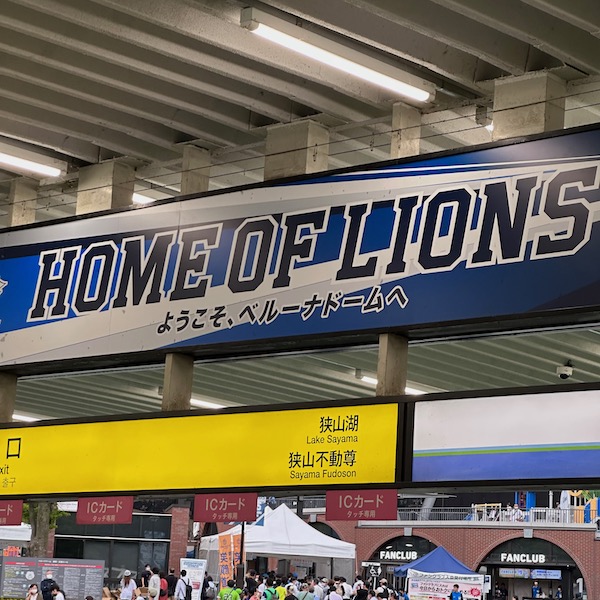 HOME OF LIONS
ようこそ、ベルーナドームへ
口
狭山湖
Lake Sayama
xit
狭山不動尊
출구
Sayama Fudoson
ICカード
タッチ専用
ICカード
タッチ専用
ICカード
タッチ専用
FANCLUB
FANCLUB